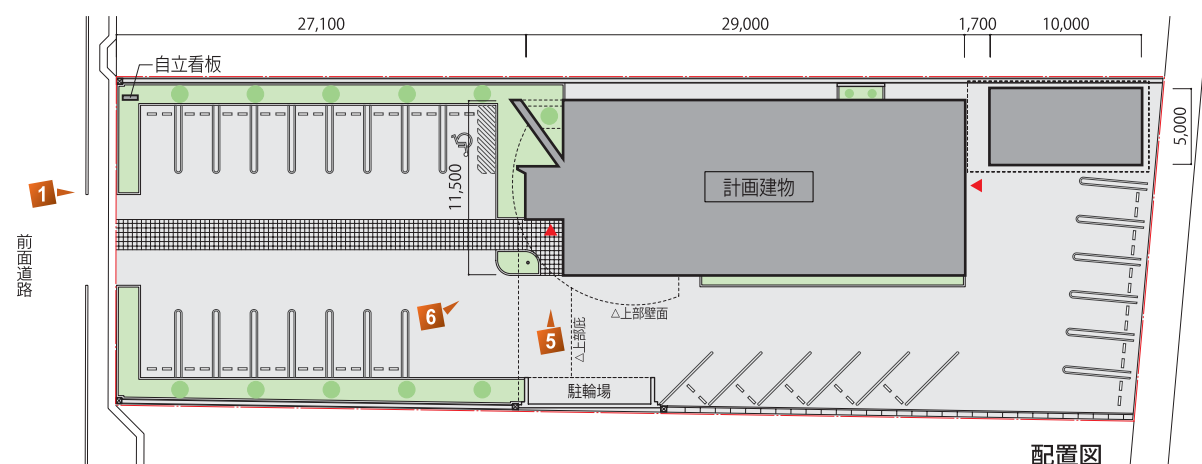 27,100
29,000
1,700
10,000
自立看板
5,000
11,500
計画建物
1
前面道路
6
5
△上部庇
△上部壁面
駐輪場
配置図